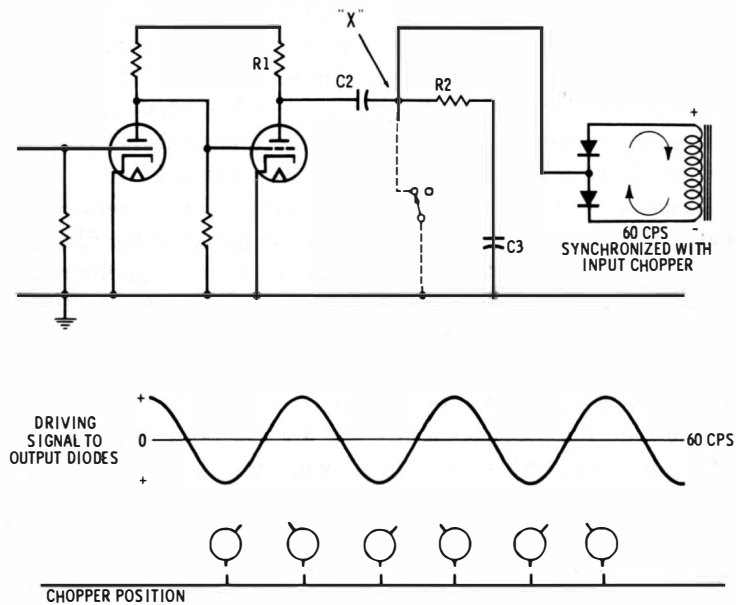 "X"
R1
C2
R2
+
C3
-
60 CPS
SYNCHRONIZED WITH
INPUT CHOPPER
+
DRIVING
SIGNAL TO
OUTPUT DIODES
0
60 CPS
+
CHOPPER POSITION